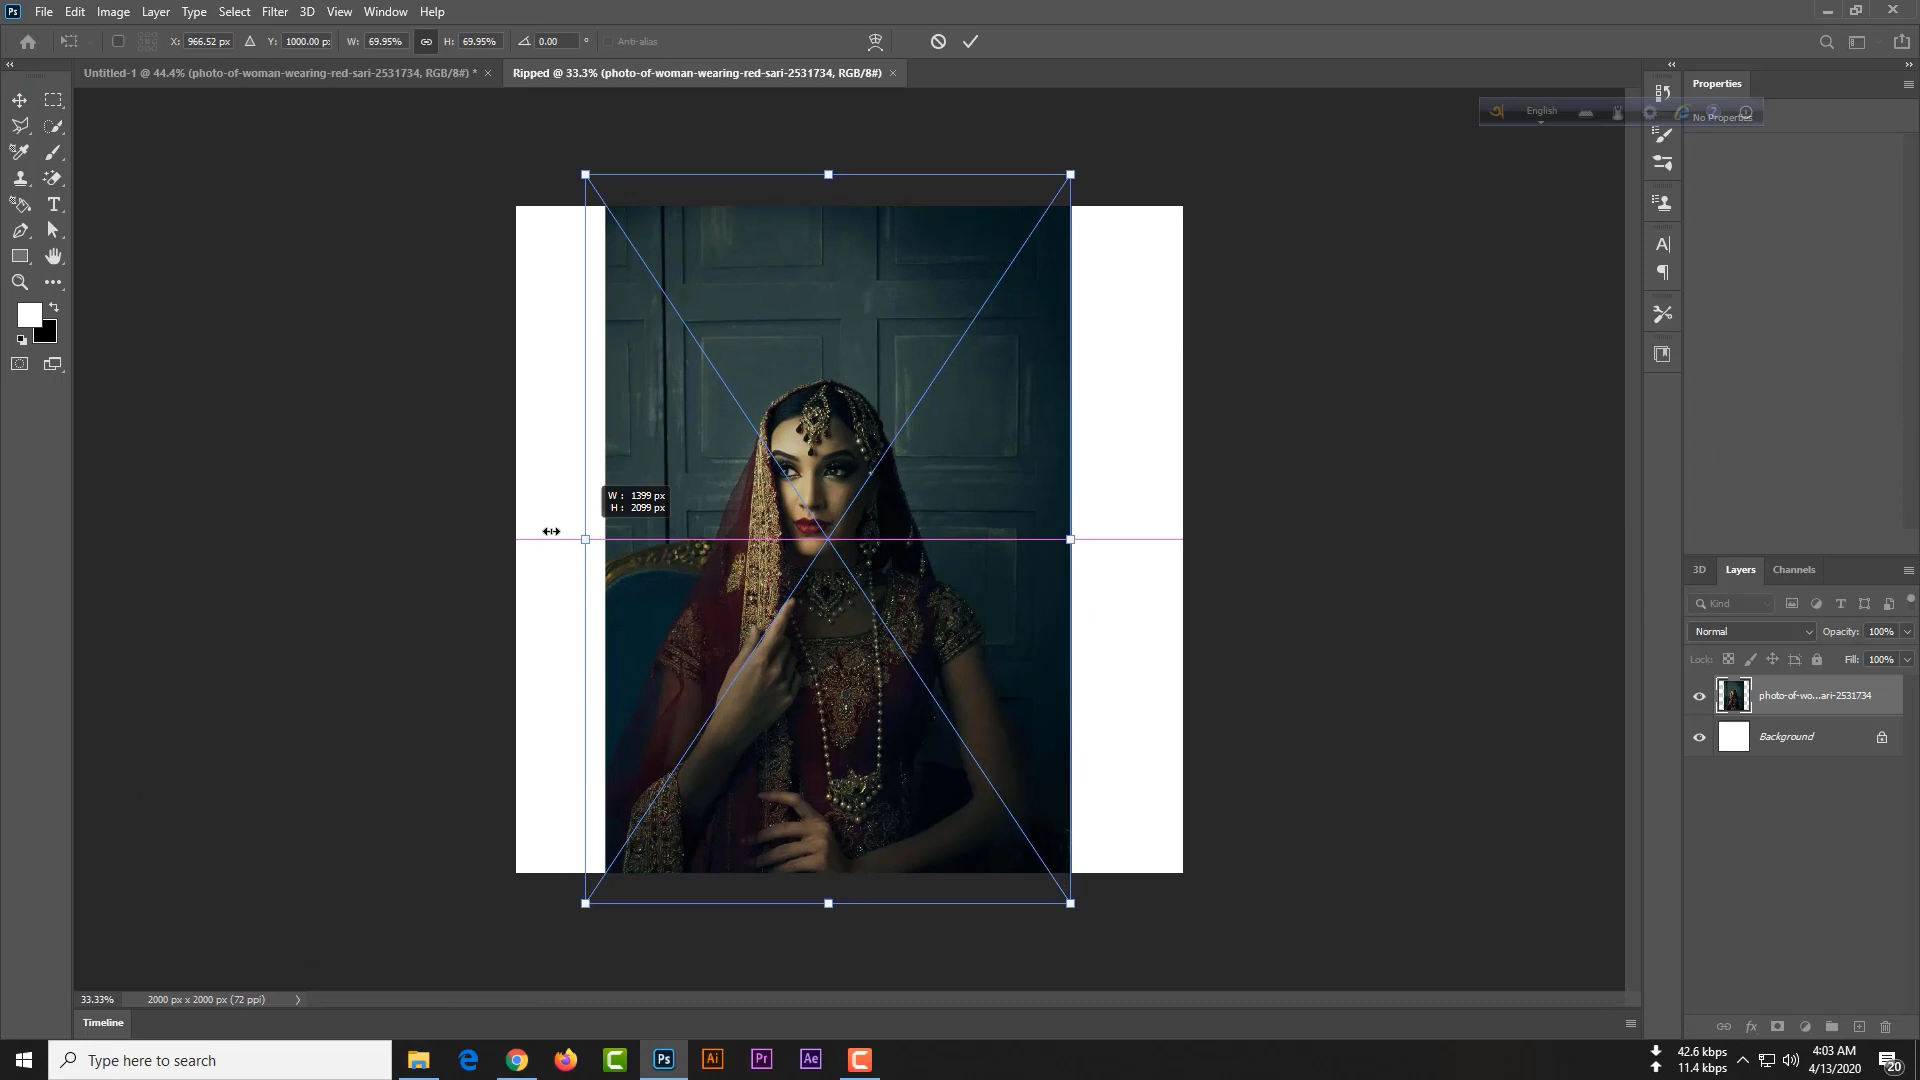 Ps File Edit Image Layer Type Select Filter 3D View Window Help
X: 966.52 px Y: 1000.00 p: W: 69.95% H: 69.95% 0.00 ° Anti-alias
Untitled-1 @ 44.4% (photo-of-woman-wearing-red-sari-2531734, RGB/8#) * × Ripped @ 33.3% (photo-of-woman-wearing-red-sari-2531734, RGB/8#) ×
Properties
English
No Properties
W : 1399 px
H : 2099 px
3D Layers Channels
Kind
Normal Opacity: 100%
Lock: Fill: 100%
photo-of-wo...ari-2531734
Background
33.33% 2000 px x 2000 px (72 ppi)
Timeline
Type here to search
Ps Ai Pr Ae
42.6 kbps
11.4 kbps
4:03 AM
4/13/2020
20